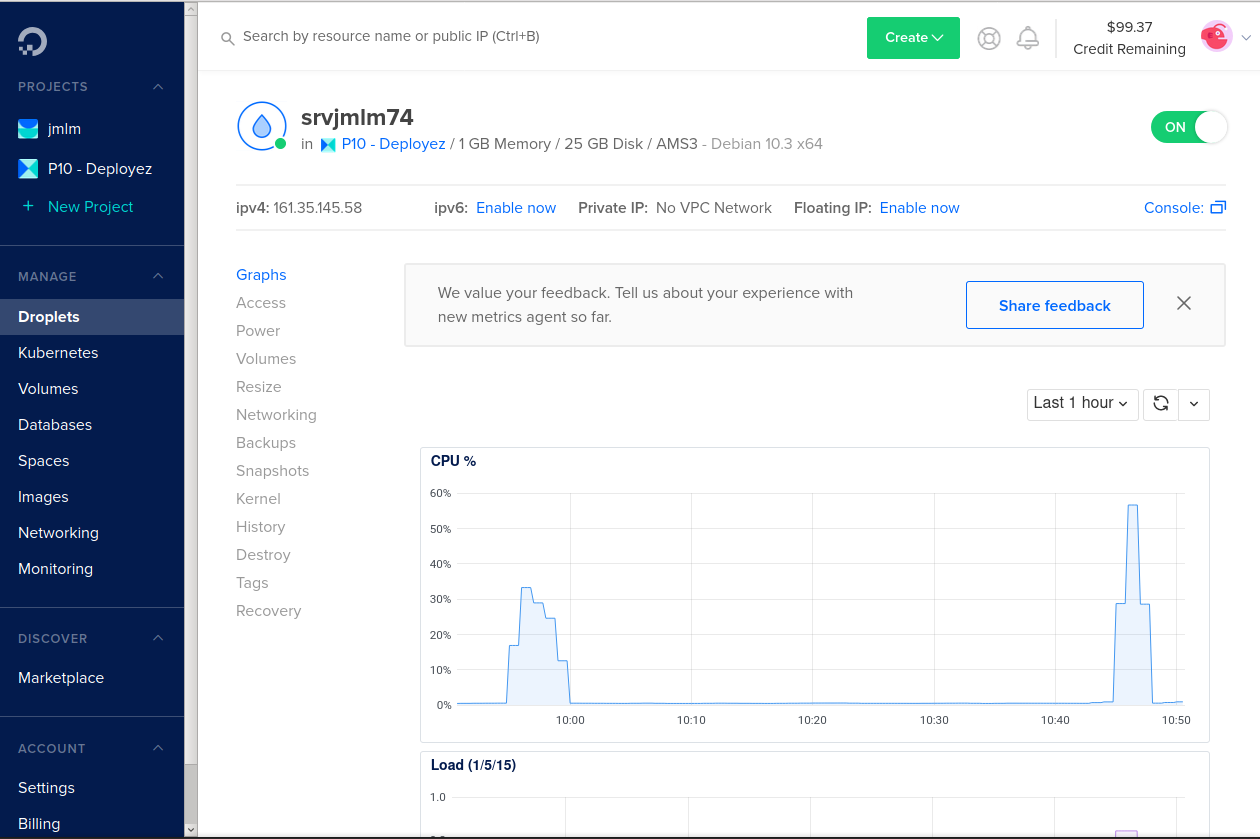 PROJECTS
jmlm
P10 - Deployez
+ New Project
MANAGE
Droplets
Kubernetes
Volumes
Databases
Spaces
Images
Networking
Monitoring
DISCOVER
Marketplace
ACCOUNT
Settings
Billing
Search by resource name or public IP (Ctrl+B)
Create
$99.37
Credit Remaining
srvjmlm74
in P10 - Deployez / 1 GB Memory / 25 GB Disk / AMS3 - Debian 10.3 x64
ON
ipv4: 161.35.145.58 ipv6: Enable now Private IP: No VPC Network Floating IP: Enable now Console:
Graphs
Access
Power
Volumes
Resize
Networking
Backups
Snapshots
Kernel
History
Destroy
Tags
Recovery
We value your feedback. Tell us about your experience with
new metrics agent so far.
Share feedback
Last 1 hour
CPU %
60%
50%
40%
30%
20%
10%
0%
10:00 10:10 10:20 10:30 10:40 10:50
Load (1/5/15)
1.0